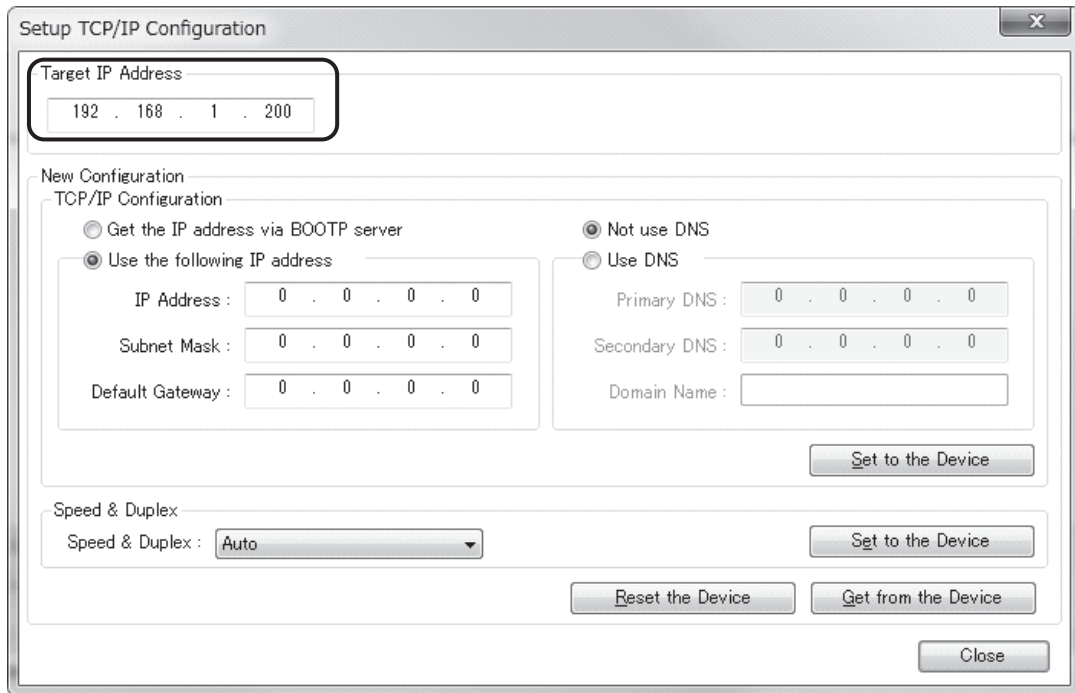 Setup TCP/IP Configuration
x
Target IP Address
192 . 168 . 1 . 200
New Configuration
TCP/IP Configuration
Get the IP address via BOOTP server
Use the following IP address
IP Address : 0 . 0 . 0 . 0
Subnet Mask : 0 . 0 . 0 . 0
Default Gateway : 0 . 0 . 0 . 0
Not use DNS
Use DNS
Primary DNS : 0 . 0 . 0 . 0
Secondary DNS : 0 . 0 . 0 . 0
Domain Name :
Set to the Device
Speed & Duplex
Speed & Duplex : Auto
Set to the Device
Reset the Device
Get from the Device
Close